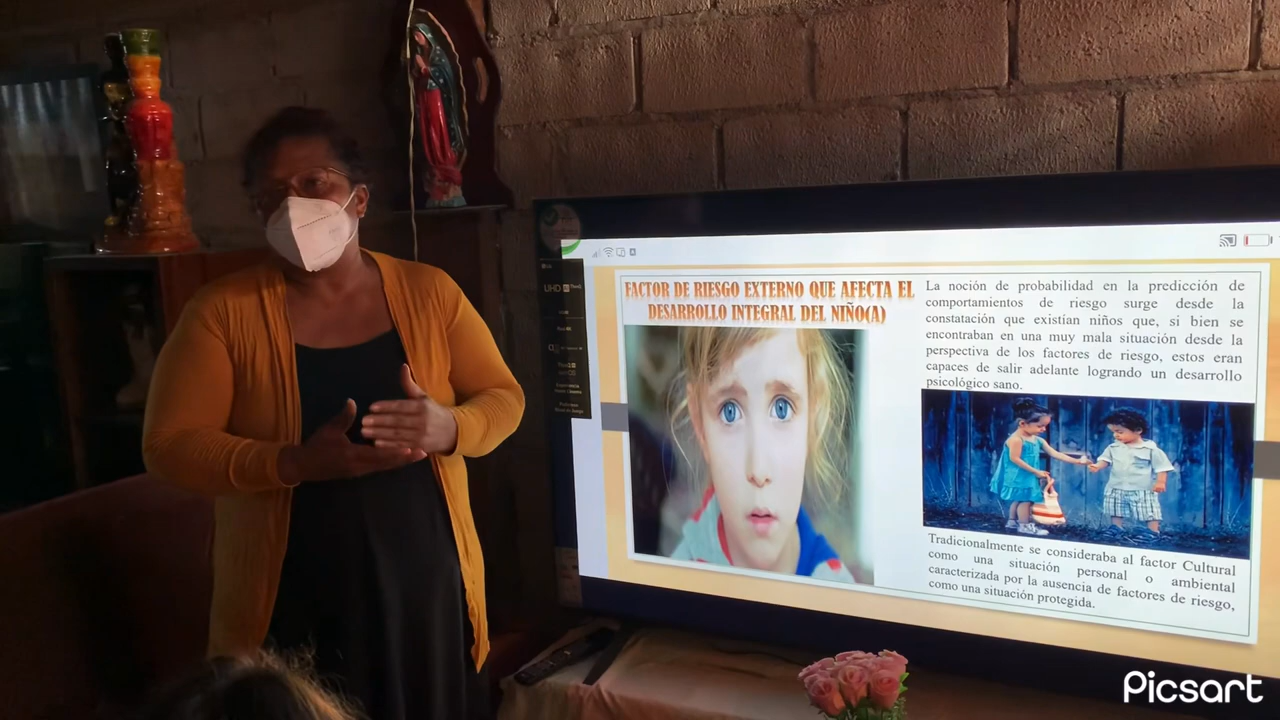 FACTOR DE RIESGO EXTERNO QUE AFECTA EL
DESARROLLO INTEGRAL DEL NIÑO(A)
La noción de probabilidad en la predicción de
comportamientos de riesgo surge desde la
constatación que existían niños que, si bien se
encontraban en una muy mala situación desde la
perspectiva de los factores de riesgo, estos eran
capaces de salir adelante logrando un desarrollo
psicológico sano.
Tradicionalmente se consideraba al factor Cultural
como una situación personal o ambiental
caracterizada por la ausencia de factores de riesgo,
como una situación protegida.
UHD
Picsart